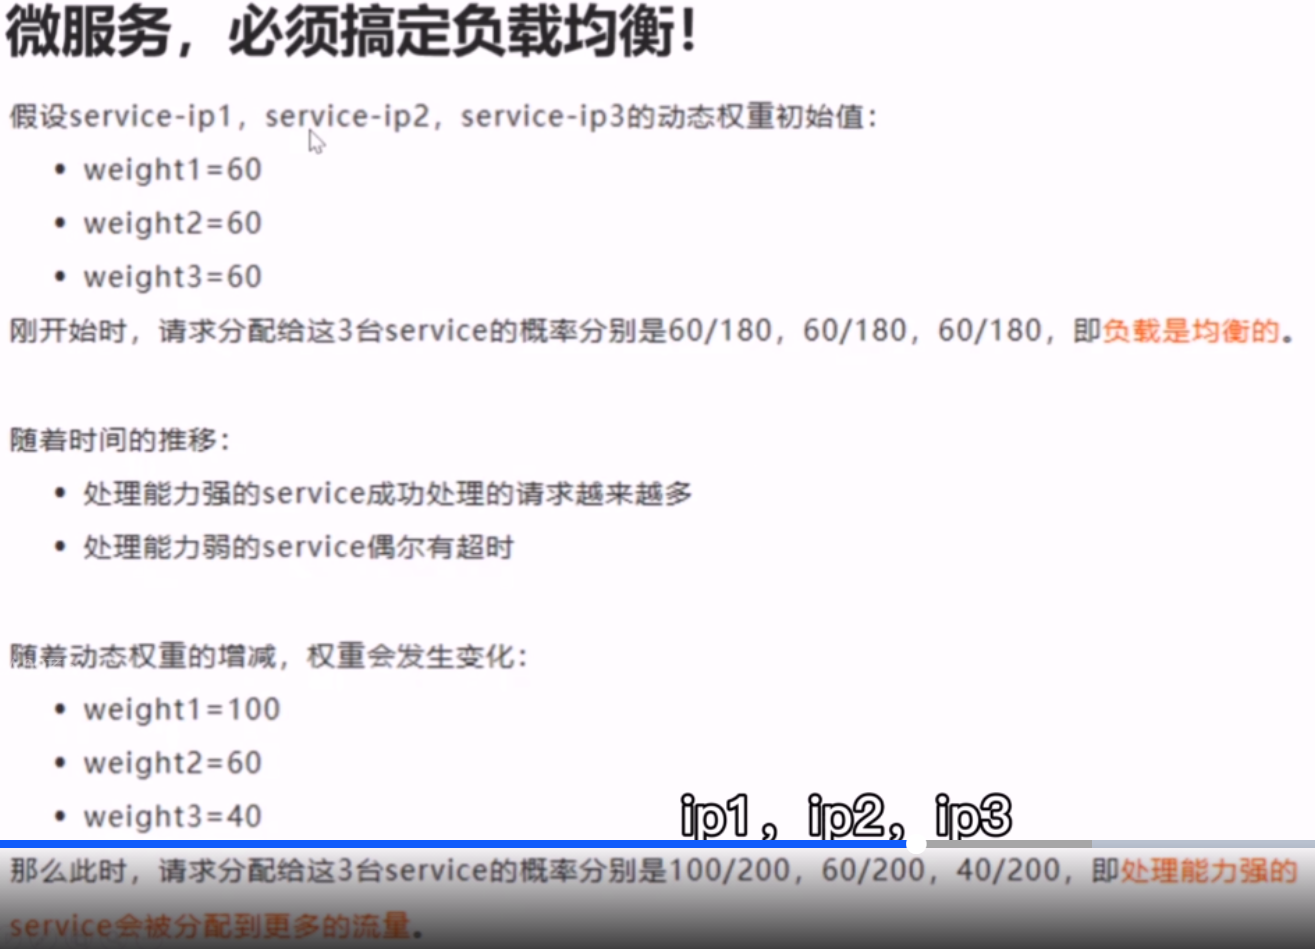 微服务，必须搞定负载均衡！
假设service-ip1，service-ip2，service-ip3的动态权重初始值：
• weight1=60
• weight2=60
• weight3=60
刚开始时，请求分配给这3台service的概率分别是60/180，60/180，60/180，即负载是均衡的。
随着时间的推移：
• 处理能力强的service成功处理的请求越来越多
• 处理能力弱的service偶尔有超时
随着动态权重的增减，权重会发生变化：
• weight1=100
• weight2=60
• weight3=40
ip1，ip2，ip3
那么此时，请求分配给这3台service的概率分别是100/200，60/200，40/200，即处理能力强的
service会被分配到更多的流量。